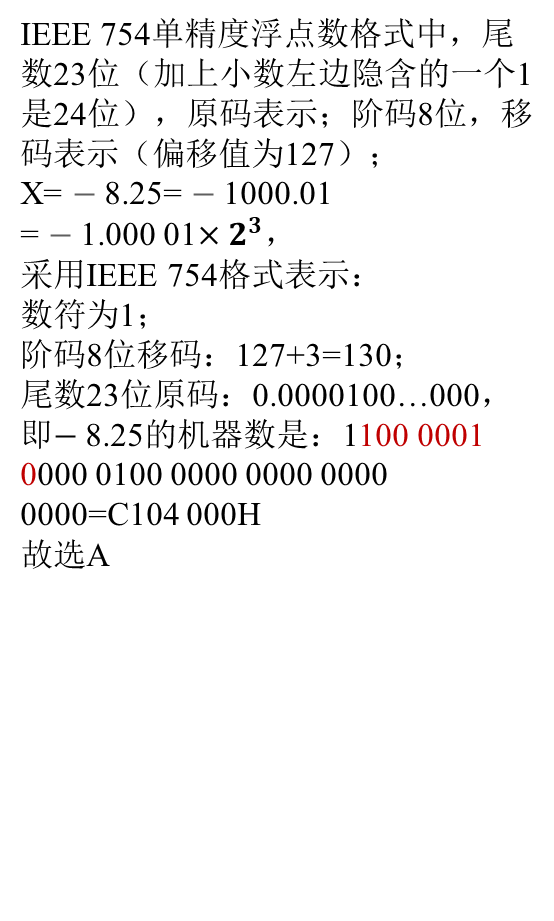 IEEE 754单精度浮点数格式中，尾
数23位（加上小数左边隐含的一个1
是24位），原码表示；阶码8位，移
码表示（偏移值为127）；
X= − 8.25= − 1000.01
= − 1.000 01× 2³，
采用IEEE 754格式表示：
数符为1；
阶码8位移码：127+3=130；
尾数23位原码：0.0000100…000，
即− 8.25的机器数是：1100 0001
0000 0100 0000 0000 0000
0000=C104 000H
故选A